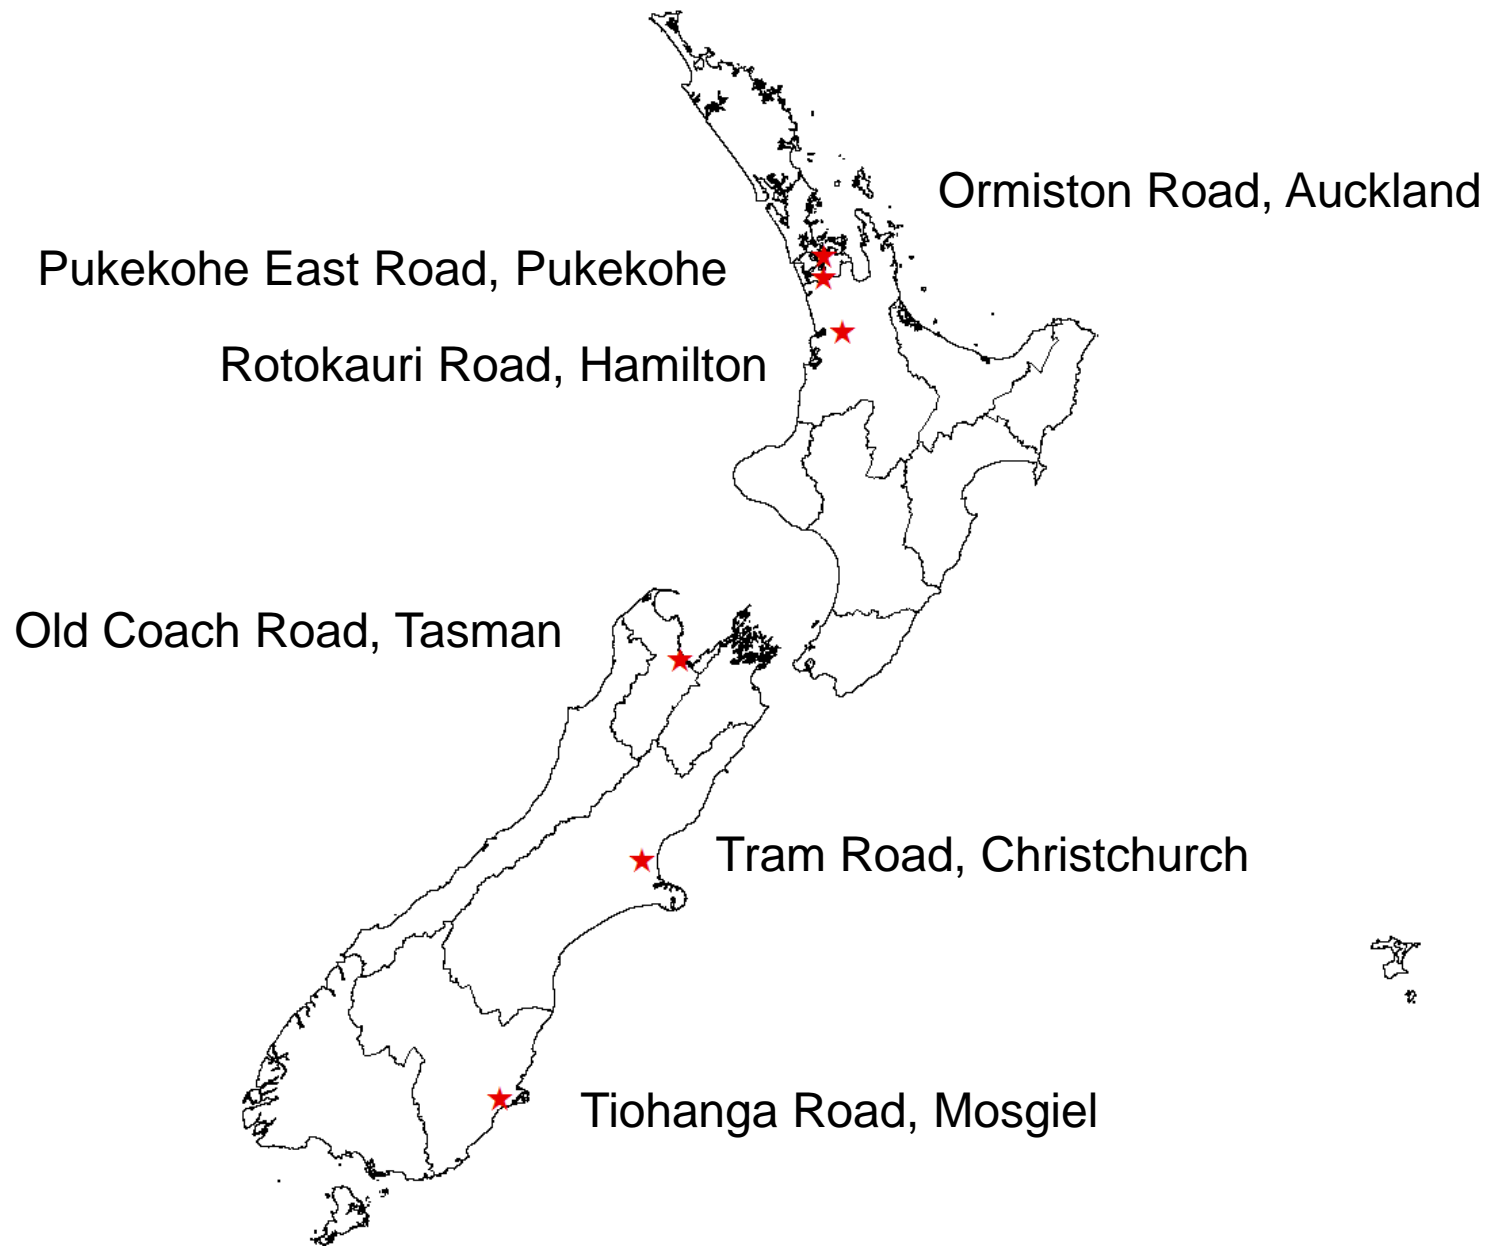 Ormiston Road, Auckland
Pukekohe East Road, Pukekohe
Rotokauri Road, Hamilton
Old Coach Road, Tasman
Tram Road, Christchurch
Tiohanga Road, Mosgiel